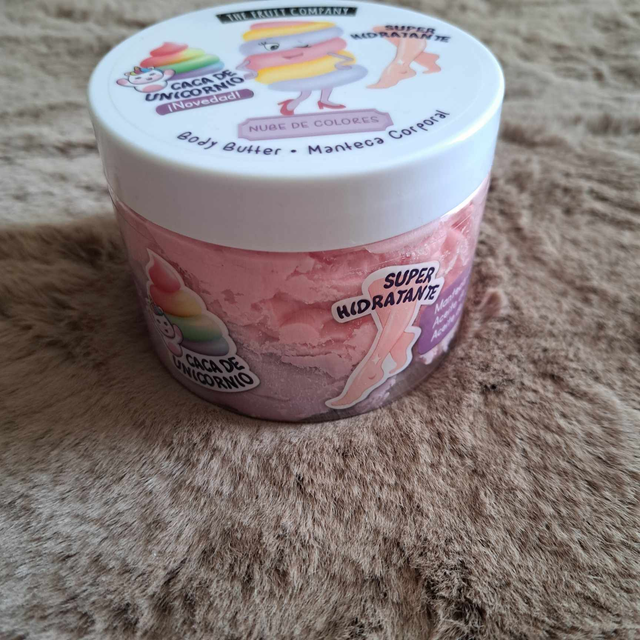 THE FRUIT COMPANY
CACA DE
UNICORNIO
¡Novedad!
SUPER
HIDRATANTE
NUBE DE COLORES
Body Butter • Manteca Corporal
CACA DE
UNICORNIO
SUPER
HIDRATANTE